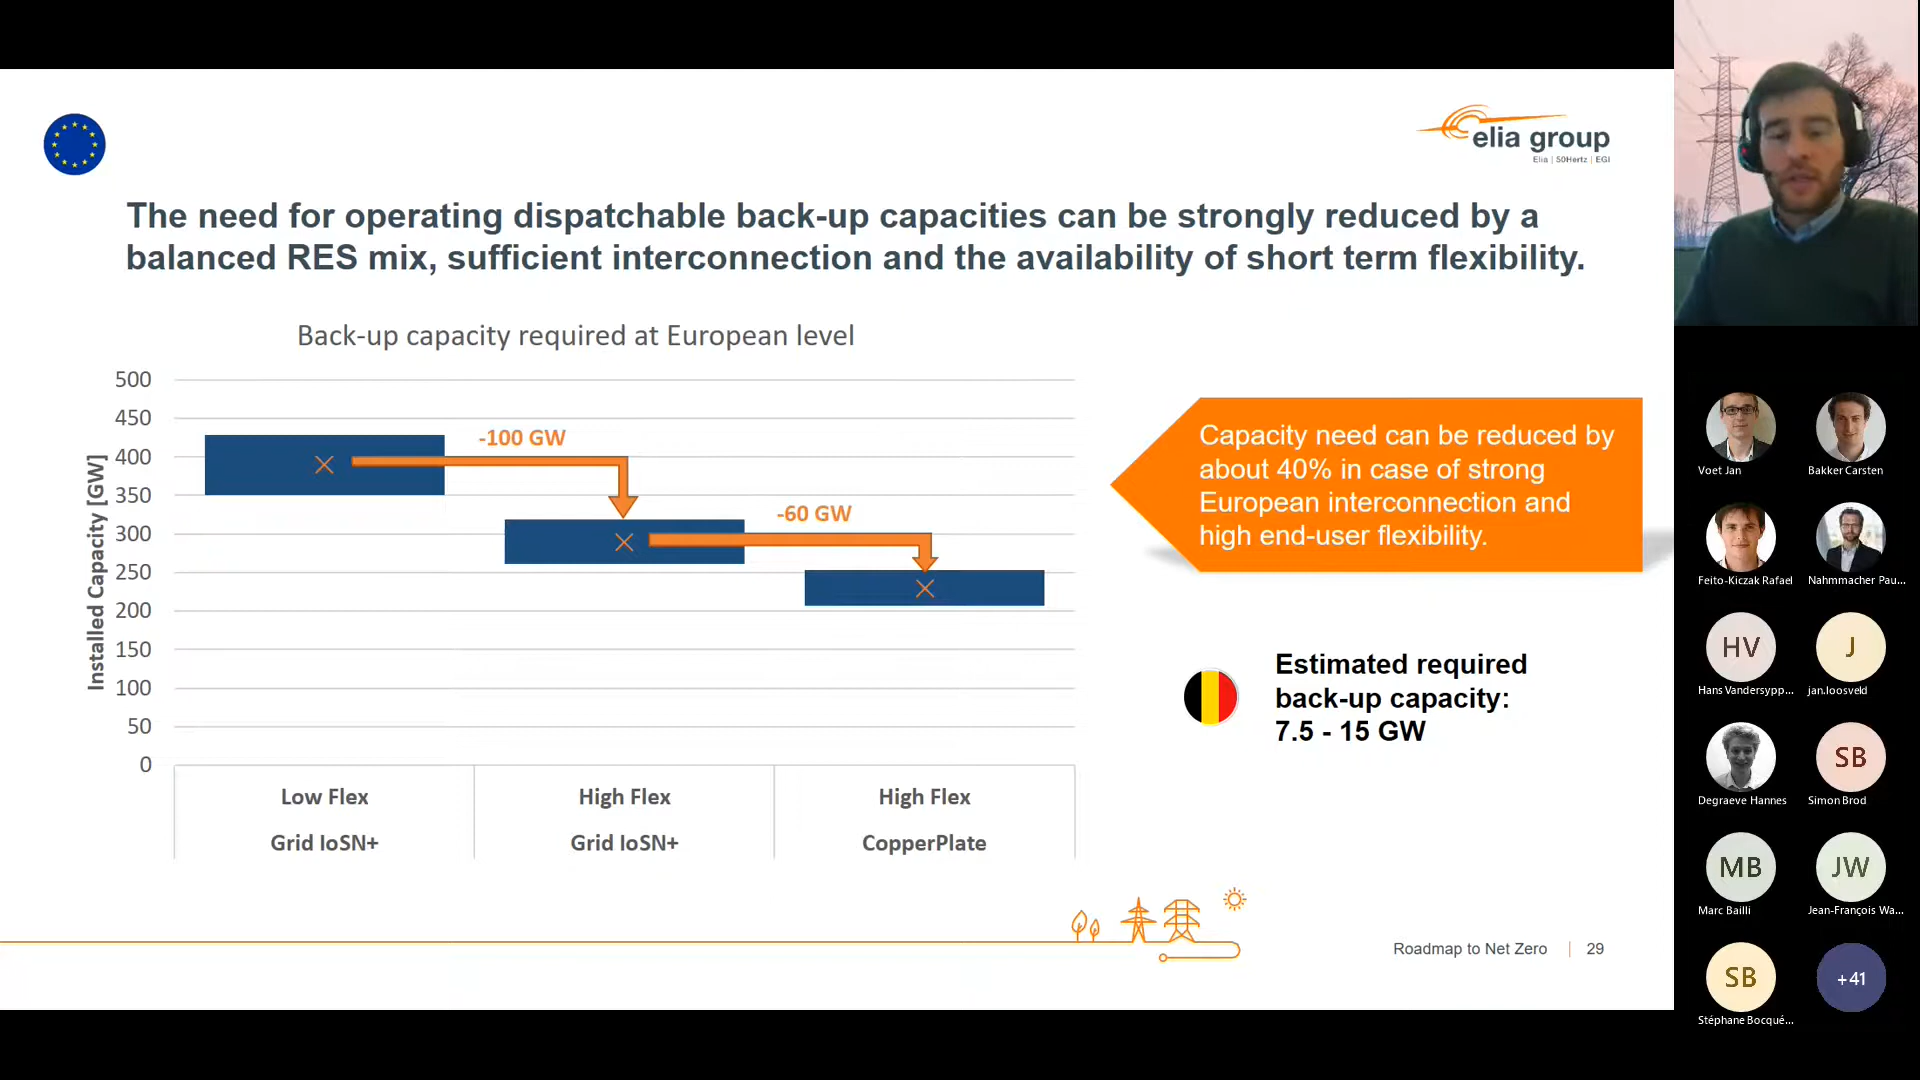 elia group
Elia | 50Hertz | EGI
The need for operating dispatchable back-up capacities can be strongly reduced by a
balanced RES mix, sufficient interconnection and the availability of short term flexibility.
Back-up capacity required at European level
Installed Capacity [GW]
500
450
400
350
300
250
200
150
100
50
0
-100 GW
-60 GW
Low Flex
Grid IoSN+
High Flex
Grid IoSN+
High Flex
CopperPlate
Capacity need can be reduced by
about 40% in case of strong
European interconnection and
high end-user flexibility.
Estimated required
back-up capacity:
7.5 - 15 GW
Roadmap to Net Zero | 29
Voet Jan
Bakker Carsten
Feito-Kiczak Rafael
Nahmmacher Pau...
HV
Hans Vandersypp...
J
jan.loosveld
Degraeve Hannes
SB
Simon Brod
MB
Marc Bailli
JW
Jean-François Wa...
SB
Stéphane Bocqué...
+41